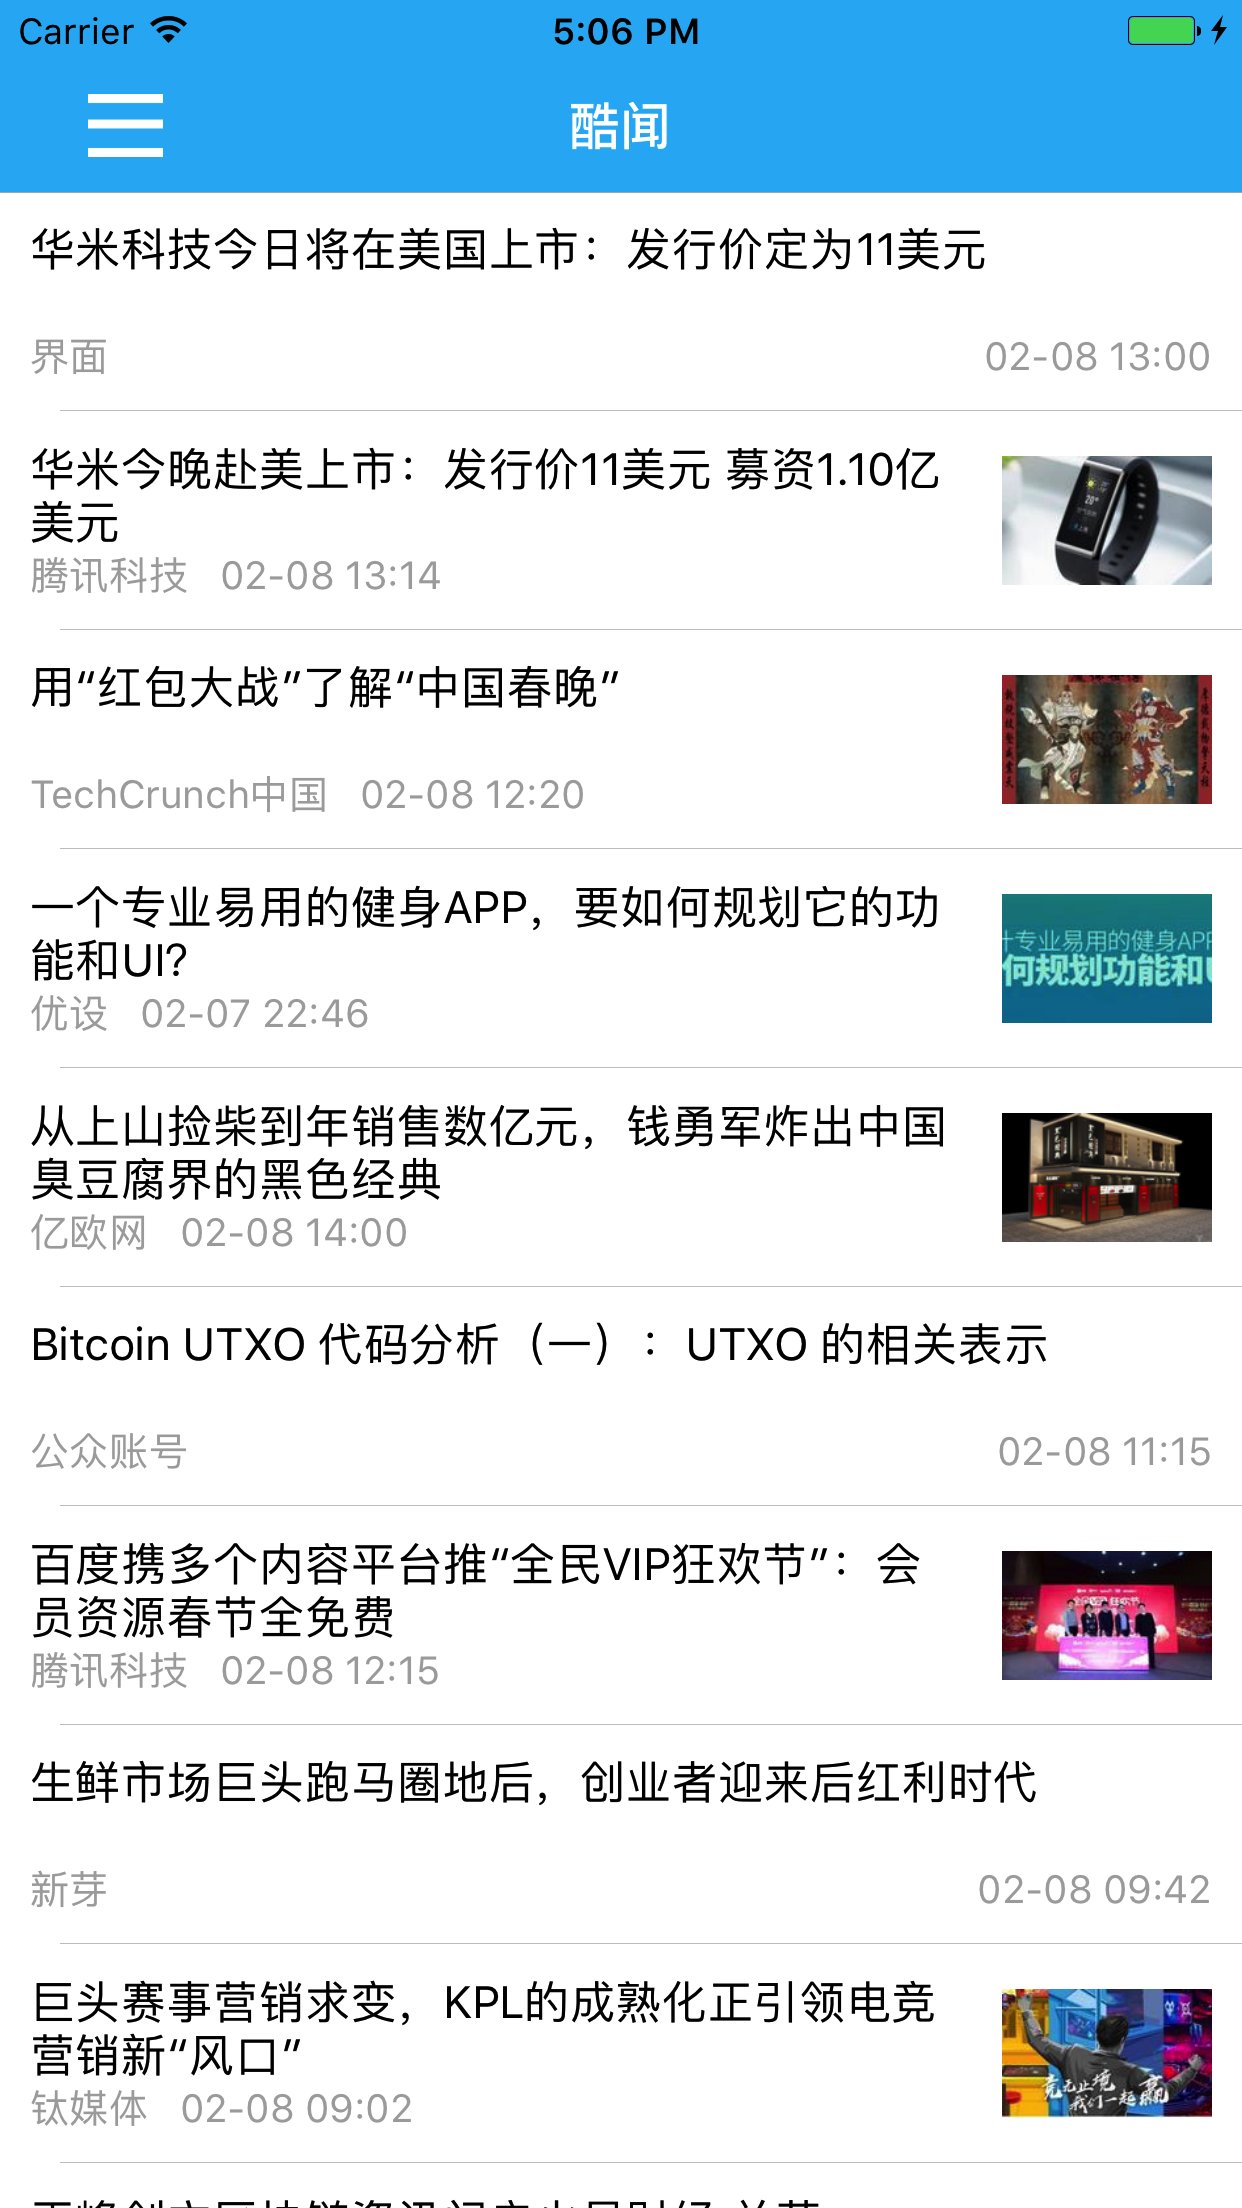 Carrier 5:06 PM
酷闻
华米科技今日将在美国上市：发行价定为11美元
界面 02-08 13:00
华米今晚赴美上市：发行价11美元 募资1.10亿
美元
腾讯科技 02-08 13:14
用“红包大战”了解“中国春晚”
TechCrunch中国 02-08 12:20
一个专业易用的健身APP，要如何规划它的功
能和UI?
优设 02-07 22:46
专业易用的健身APP
何规划功能和U
从上山捡柴到年销售数亿元，钱勇军炸出中国
臭豆腐界的黑色经典
亿欧网 02-08 14:00
Bitcoin UTXO 代码分析（一）：UTXO 的相关表示
公众账号 02-08 11:15
百度携多个内容平台推“全民VIP狂欢节”：会
员资源春节全免费
腾讯科技 02-08 12:15
生鲜市场巨头跑马圈地后，创业者迎来后红利时代
新芽 02-08 09:42
巨头赛事营销求变，KPL的成熟化正引领电竞
营销新“风口”
钛媒体 02-08 09:02
竞无止境
我们一起赢